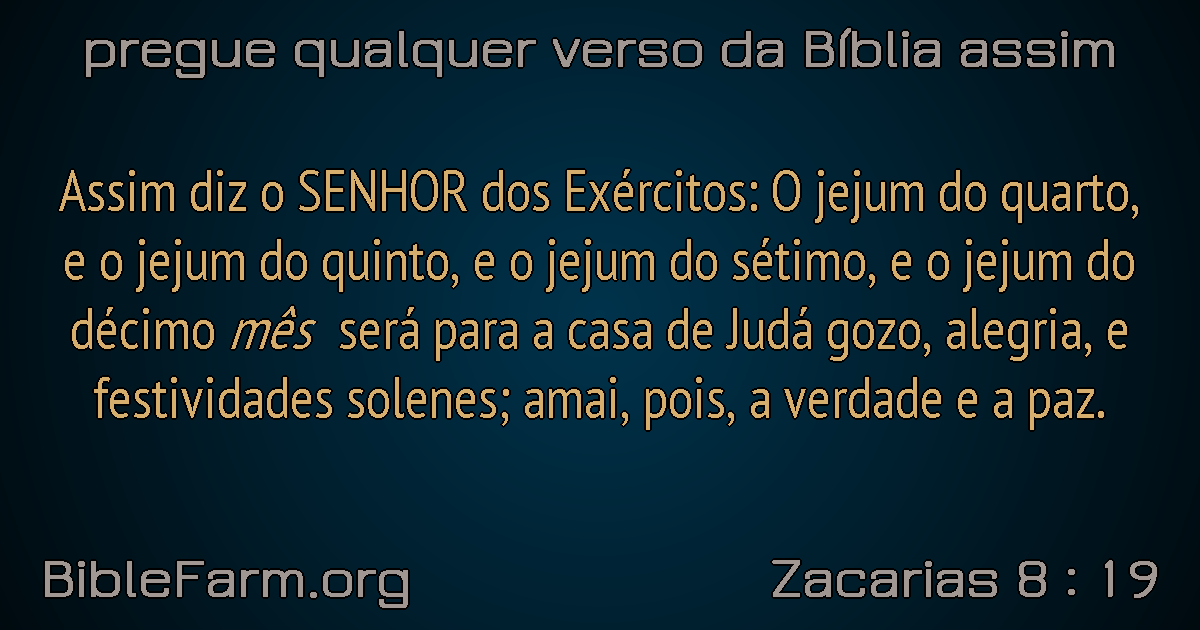 pregue qualquer verso da Bíblia assim
Assim diz o SENHOR dos Exércitos: O jejum do quarto,
e o jejum do quinto, e o jejum do sétimo, e o jejum do
décimo mês será para a casa de Judá gozo, alegria, e
festividades solenes; amai, pois, a verdade e a paz.
BibleFarm.org
Zacarias 8 : 19